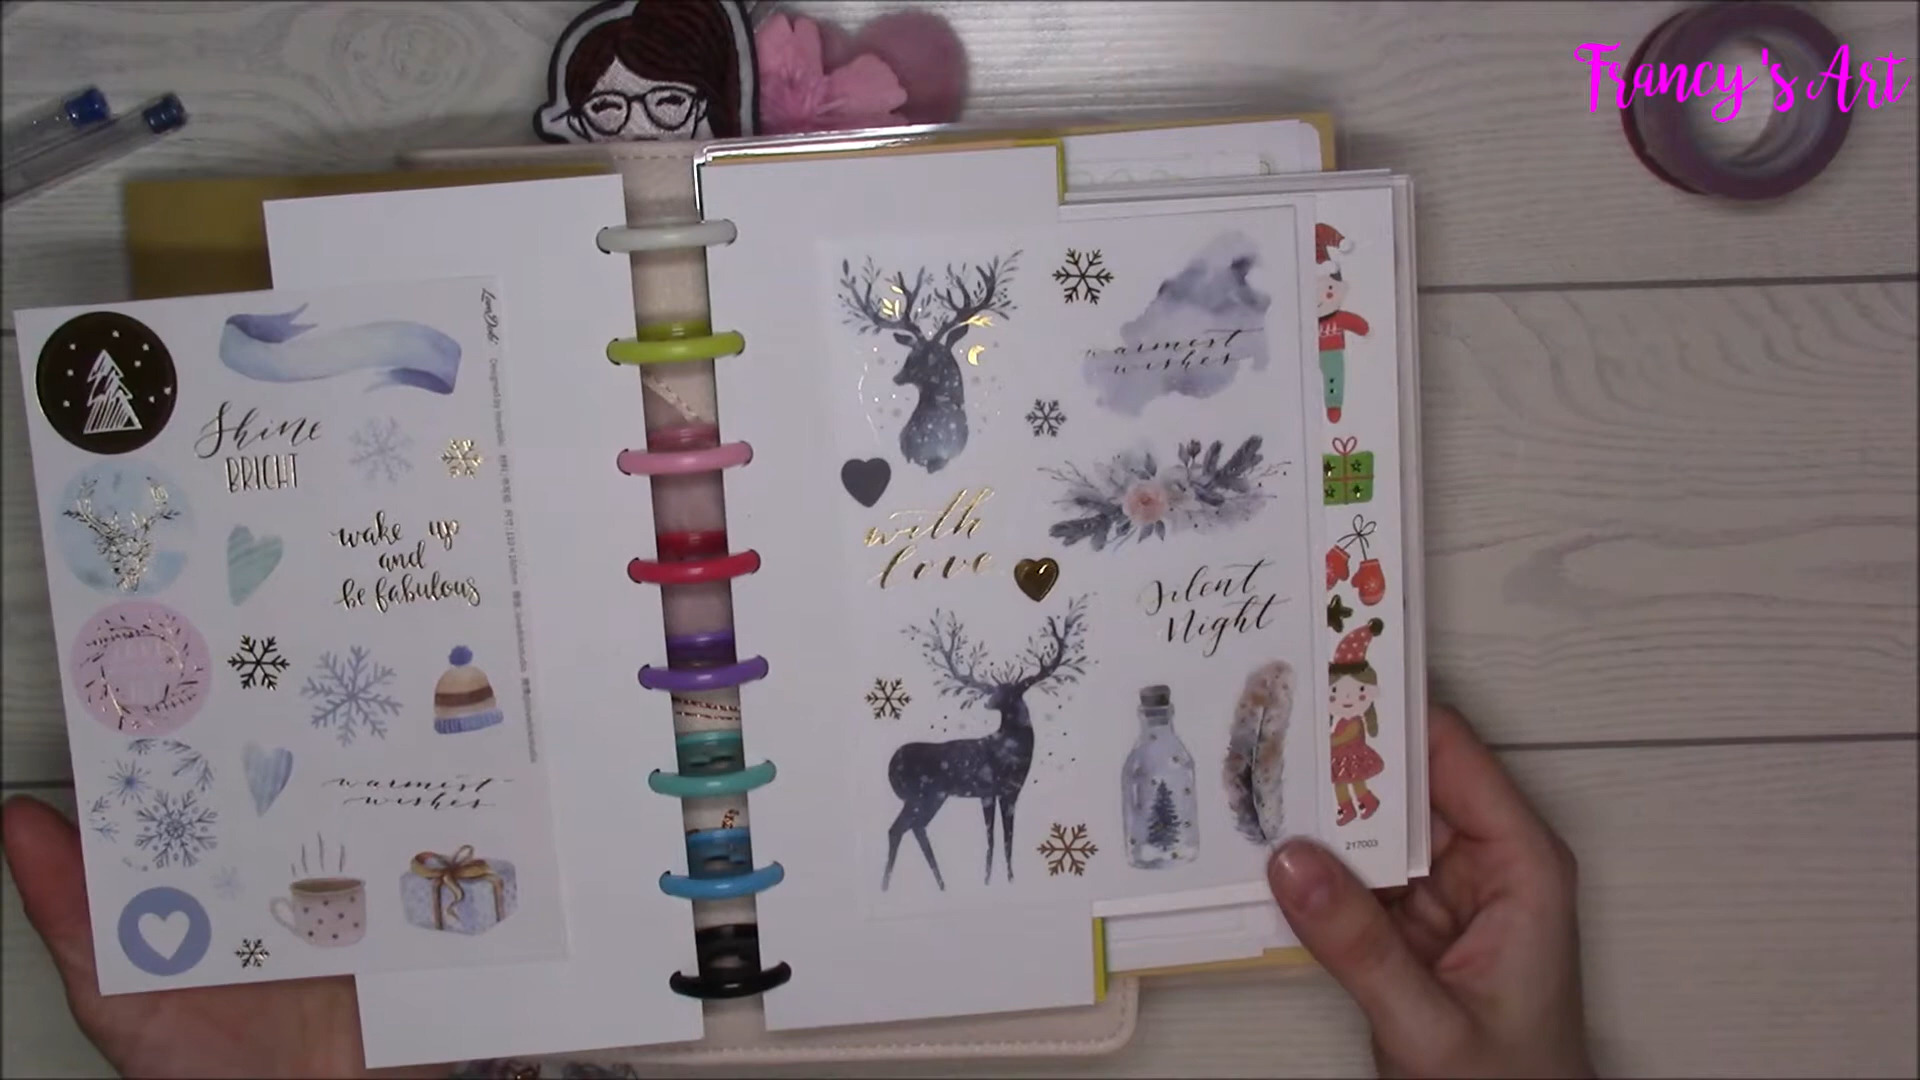 Francy's Art
Shine
BRIGHT
wake up
and
be fabulous
warmest
wishes
warmest
wishes
with
love
Silent
Night
217003